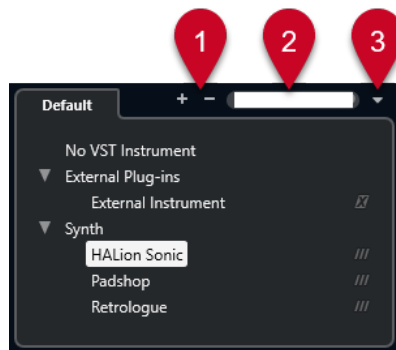 1 2 3
Default + −
No VST Instrument
External Plug-ins
External Instrument
Synth
HALion Sonic
Padshop
Retrologue